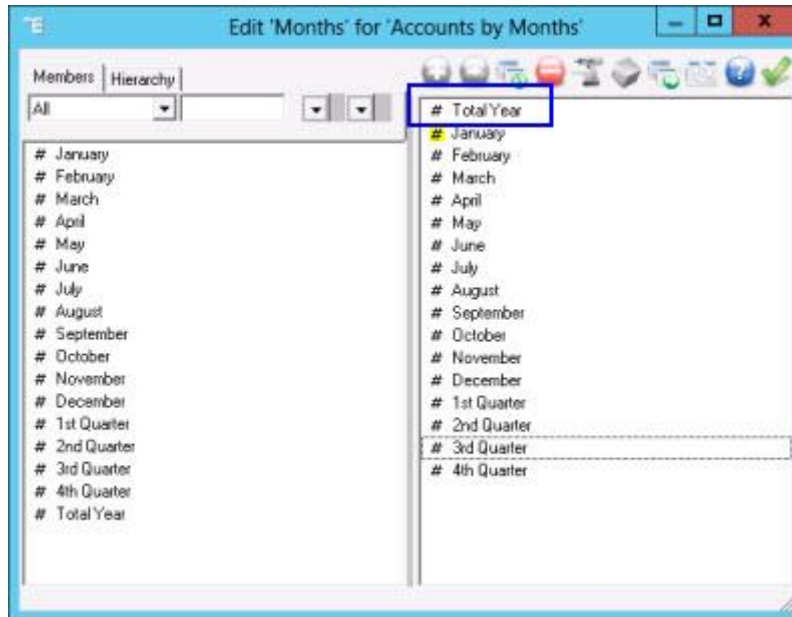 Edit 'Months' for 'Accounts by Months'
Members Hierarchy
All
# January
# February
# March
# April
# May
# June
# July
# August
# September
# October
# November
# December
# 1st Quarter
# 2nd Quarter
# 3rd Quarter
# 4th Quarter
# Total Year
# Total Year
# January
# February
# March
# April
# May
# June
# July
# August
# September
# October
# November
# December
# 1st Quarter
# 2nd Quarter
# 3rd Quarter
# 4th Quarter